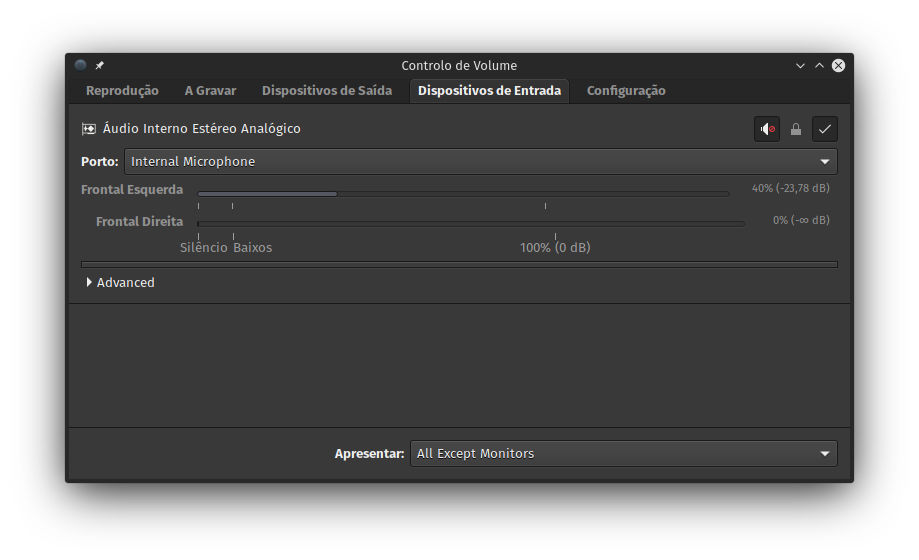 Controlo de Volume
Reprodução A Gravar Dispositivos de Saída Dispositivos de Entrada Configuração
Áudio Interno Estéreo Analógico
Porto: Internal Microphone
Frontal Esquerda 40% (-23,78 dB)
Frontal Direita 0% (-∞ dB)
Silêncio Baixos 100% (0 dB)
Advanced
Apresentar: All Except Monitors